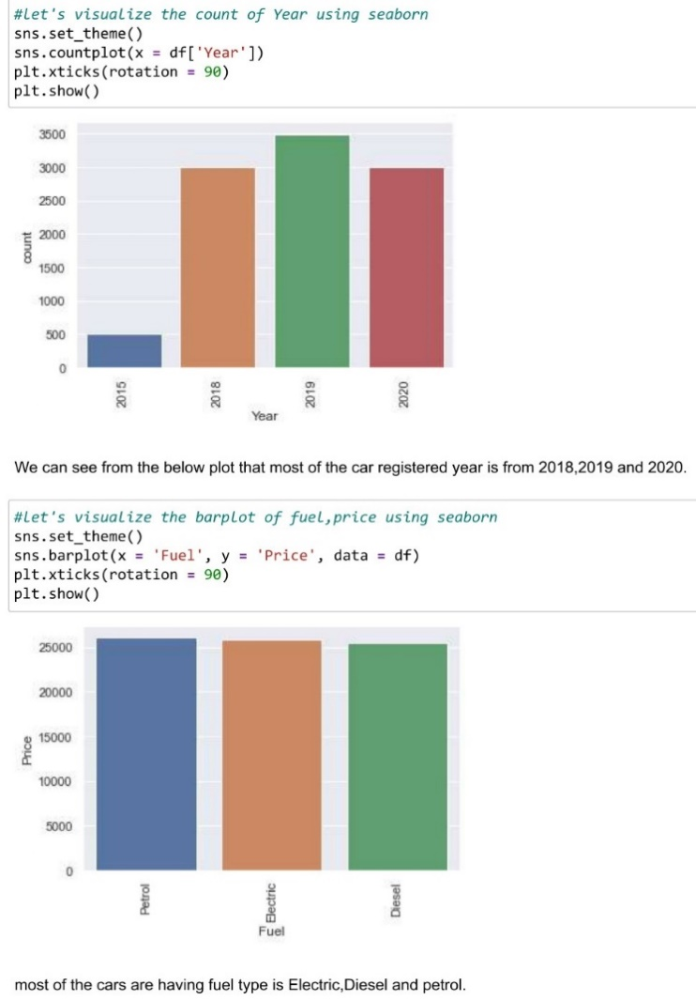 #Let's visualize the count of Year using seaborn
sns.set_theme()
sns.countplot(x = df['Year'])
plt.xticks(rotation = 90)
plt.show()
3500
3000
2500
2000
1500
1000
500
0
count
2015
2018
2019
2020
Year
We can see from the below plot that most of the car registered year is from 2018,2019 and 2020.
#Let's visualize the barplot of fuel,price using seaborn
sns.set_theme()
sns.barplot(x = 'Fuel', y = 'Price', data = df)
plt.xticks(rotation = 90)
plt.show()
25000
20000
15000
10000
5000
0
Price
Petrol
Electric
Diesel
Fuel
most of the cars are having fuel type is Electric,Diesel and petrol.